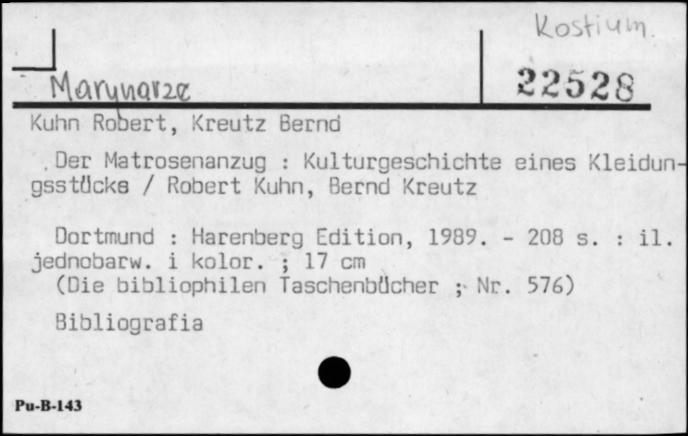 Kostium.
Marynarze
22528
Kuhn Robert, Kreutz Bernd
Der Matrosenanzug : Kulturgeschichte eines Kleidun-
gsstücks / Robert Kuhn, Bernd Kreutz
Dortmund : Harenberg Edition, 1989. - 208 s. : il.
jednobarw. i kolor. ; 17 cm
(Die bibliophilen Taschenbücher ; Nr. 576)
Bibliografia
Pu-B-143